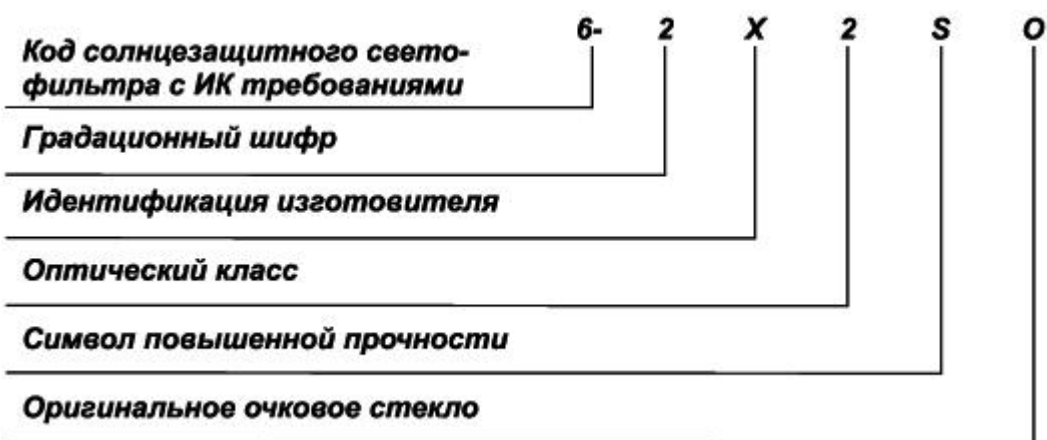 6- 2 X 2 S O
Код солнцезащитного свето-
фильтра с ИК требованиями
Градационный шифр
Идентификация изготовителя
Оптический класс
Символ повышенной прочности
Оригинальное очковое стекло